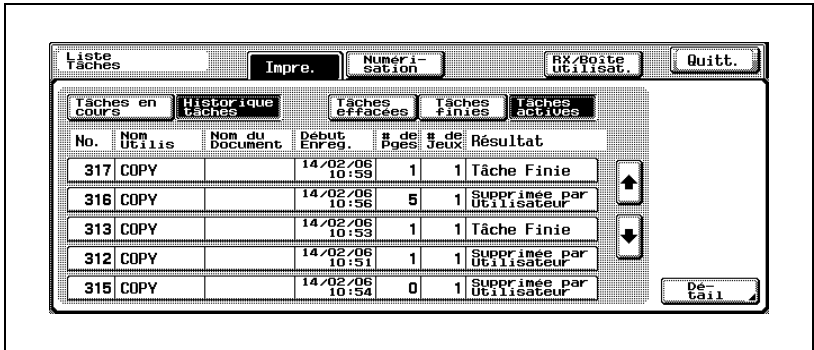 Liste
Tâches
Impre.
Numéri-
sation
RX/Boîte
utilisat.
Quitt.
Tâches en
cours
Historique
tâches
Tâches
effacées
Tâches
finies
Tâches
actives
No.
Nom
Utilis
Nom du
Document
Début
Enreg.
# de
Pges
# de
Jeux
Résultat
317 COPY 14/02/06 10:59 1 1 Tâche Finie
316 COPY 14/02/06 10:56 5 1 Supprimée par Utilisateur
313 COPY 14/02/06 10:53 1 1 Tâche Finie
312 COPY 14/02/06 10:51 1 1 Supprimée par Utilisateur
315 COPY 14/02/06 10:54 0 1 Supprimée par Utilisateur
Dé-
tail